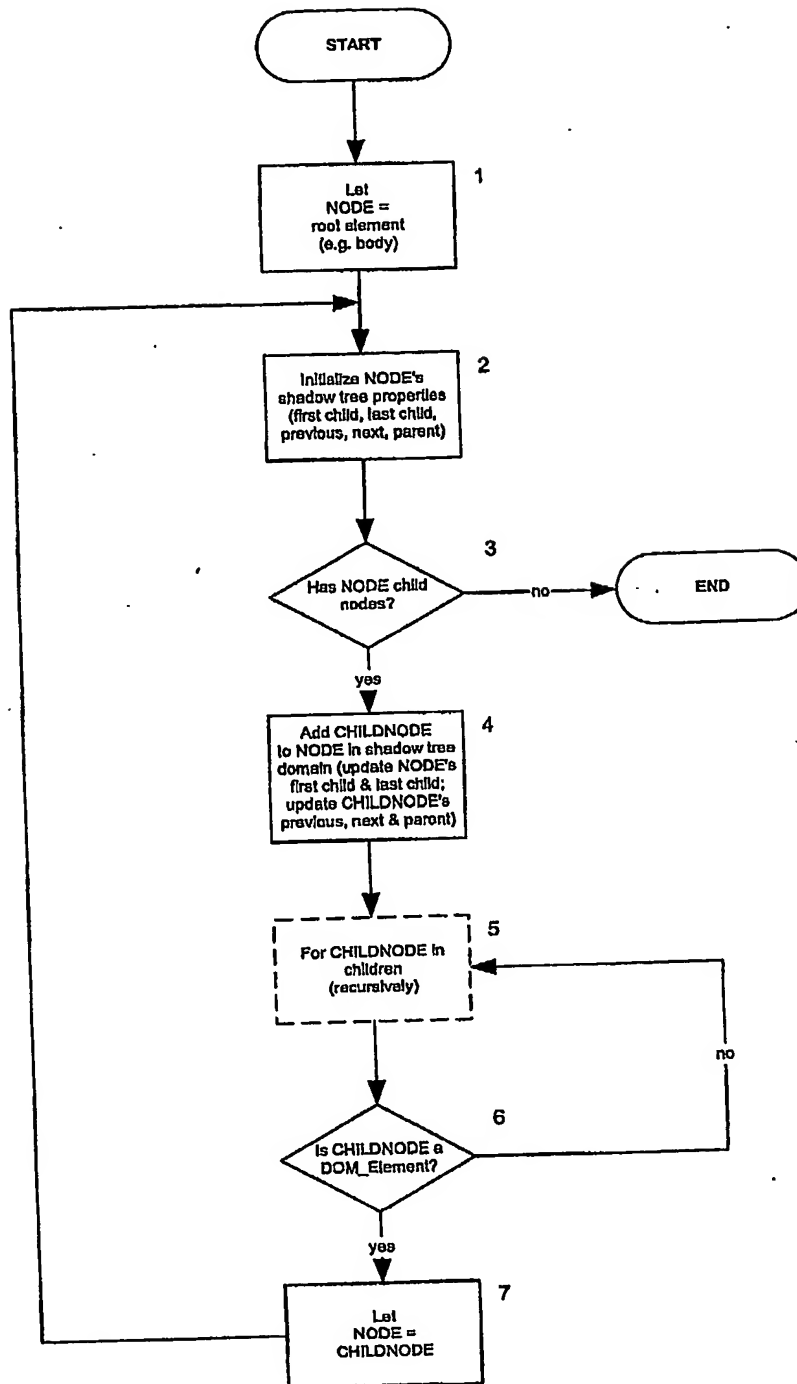 START
1
Let
NODE =
root element
(e.g. body)
2
Initialize NODE's
shadow tree properties
(first child, last child,
previous, next, parent)
3
Has NODE child
nodes?
no
END
yes
4
Add CHILDNODE
to NODE in shadow tree
domain (update NODE's
first child & last child;
update CHILDNODE's
previous, next & parent)
5
For CHILDNODE in
children
(recursively)
no
6
Is CHILDNODE a
DOM_Element?
yes
7
Let
NODE =
CHILDNODE